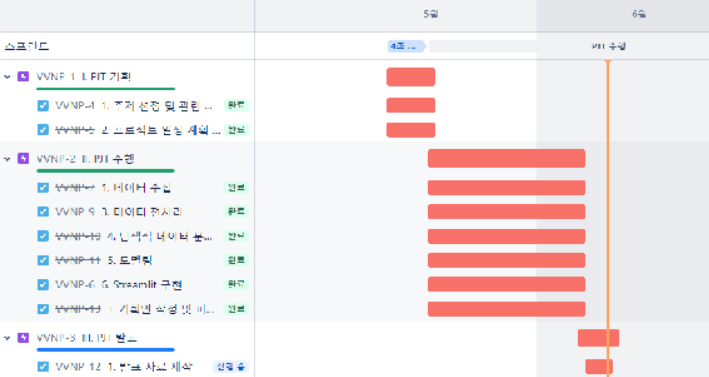 5월 6월
스프린트 4조 ... PJT 수행
VVNP-1 I. PJT 기획
VVNP-4 1. 주제 선정 및 관련 ... 완료
VVNP-5 2. 프로젝트 일정 계획 ... 완료
VVNP-2 II. PJT 수행
VVNP-7 1. 데이터 수집 완료
VVNP-9 3. 데이터 전처리 완료
VVNP-10 4. 탐색적 데이터 분... 완료
VVNP-11 5. 모델링 완료
VVNP-6 6. Streamlit 구현 완료
VVNP-13 기획안 작성 및 ... 완료
VVNP-3 III. PJT 발표
VVNP-12 1. 발표 자료 제작 진행 중